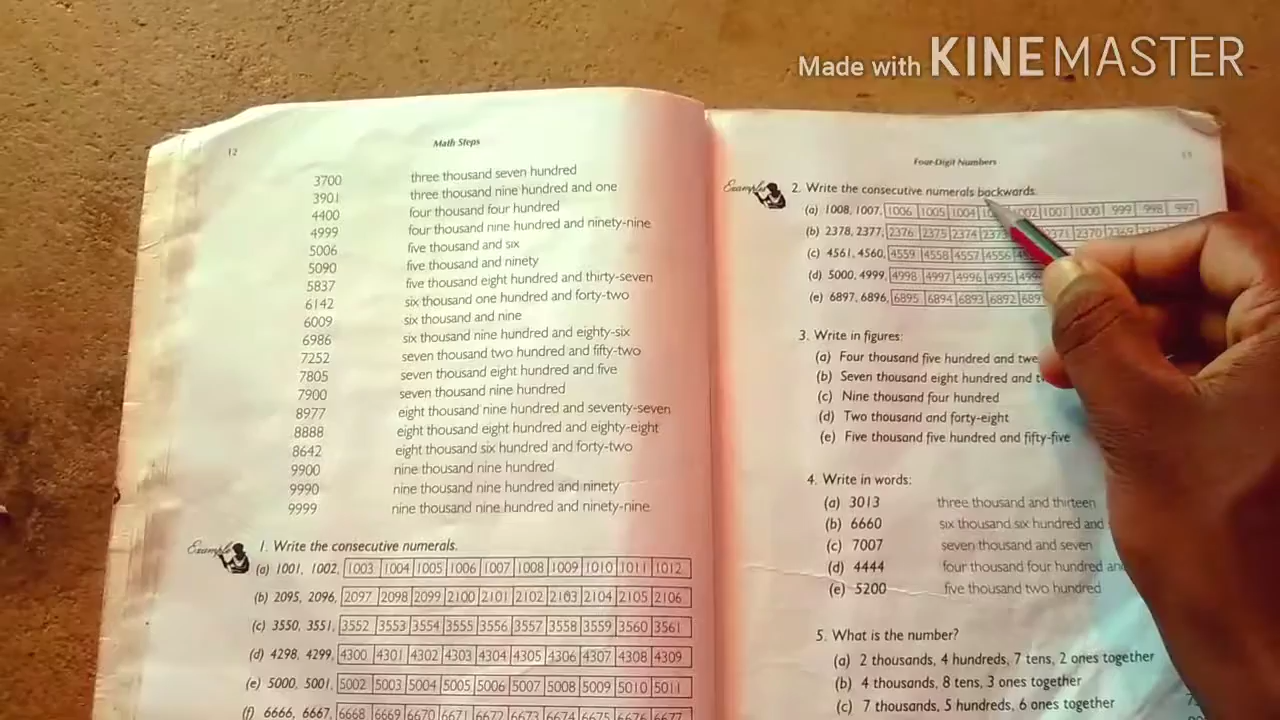 Made with KINEMASTER
12
Math Steps
3700 three thousand seven hundred
3901 three thousand nine hundred and one
4400 four thousand four hundred
4999 four thousand nine hundred and ninety-nine
5006 five thousand and six
5090 five thousand and ninety
5837 five thousand eight hundred and thirty-seven
6142 six thousand one hundred and forty-two
6009 six thousand and nine
6986 six thousand nine hundred and eighty-six
7252 seven thousand two hundred and fifty-two
7805 seven thousand eight hundred and five
7900 seven thousand nine hundred
8977 eight thousand nine hundred and seventy-seven
8888 eight thousand eight hundred and eighty-eight
8642 eight thousand six hundred and forty-two
9900 nine thousand nine hundred
9990 nine thousand nine hundred and ninety
9999 nine thousand nine hundred and ninety-nine
Example
1. Write the consecutive numerals.
(a) 1001, 1002, 1003 1004 1005 1006 1007 1008 1009 1010 1011 1012
(b) 2095, 2096, 2097 2098 2099 2100 2101 2102 2103 2104 2105 2106
(c) 3550, 3551, 3552 3553 3554 3555 3556 3557 3558 3559 3560 3561
(d) 4298, 4299, 4300 4301 4302 4303 4304 4305 4306 4307 4308 4309
(e) 5000, 5001, 5002 5003 5004 5005 5006 5007 5008 5009 5010 5011
(f) 6666, 6667, 6668 6669 6670 6671 6672 6673 6674 6675 6676 6677
Four-Digit Numbers
Example
2. Write the consecutive numerals backwards.
(a) 1008, 1007, 1006 1005 1004 1001 1000 999 998 997
(b) 2378, 2377, 2376 2375 2374 2373 2371 2370 2369
(c) 4561, 4560, 4559 4558 4557 4556
(d) 5000, 4999, 4998 4997 4996 4995
(e) 6897, 6896, 6895 6894 6893 6892
3. Write in figures:
(a) Four thousand five hundred and
(b) Seven thousand eight hundred and
(c) Nine thousand four hundred
(d) Two thousand and forty-eight
(e) Five thousand five hundred and fifty-five
4. Write in words:
(a) 3013 three thousand and thirteen
(b) 6660 six thousand six hundred and
(c) 7007 seven thousand and seven
(d) 4444 four thousand four hundred
(e) 5200 five thousand two hundred
5. What is the number?
(a) 2 thousands, 4 hundreds, 7 tens, 2 ones together
(b) 4 thousands, 8 tens, 3 ones together
(c) 7 thousands, 5 hundreds, 6 ones together